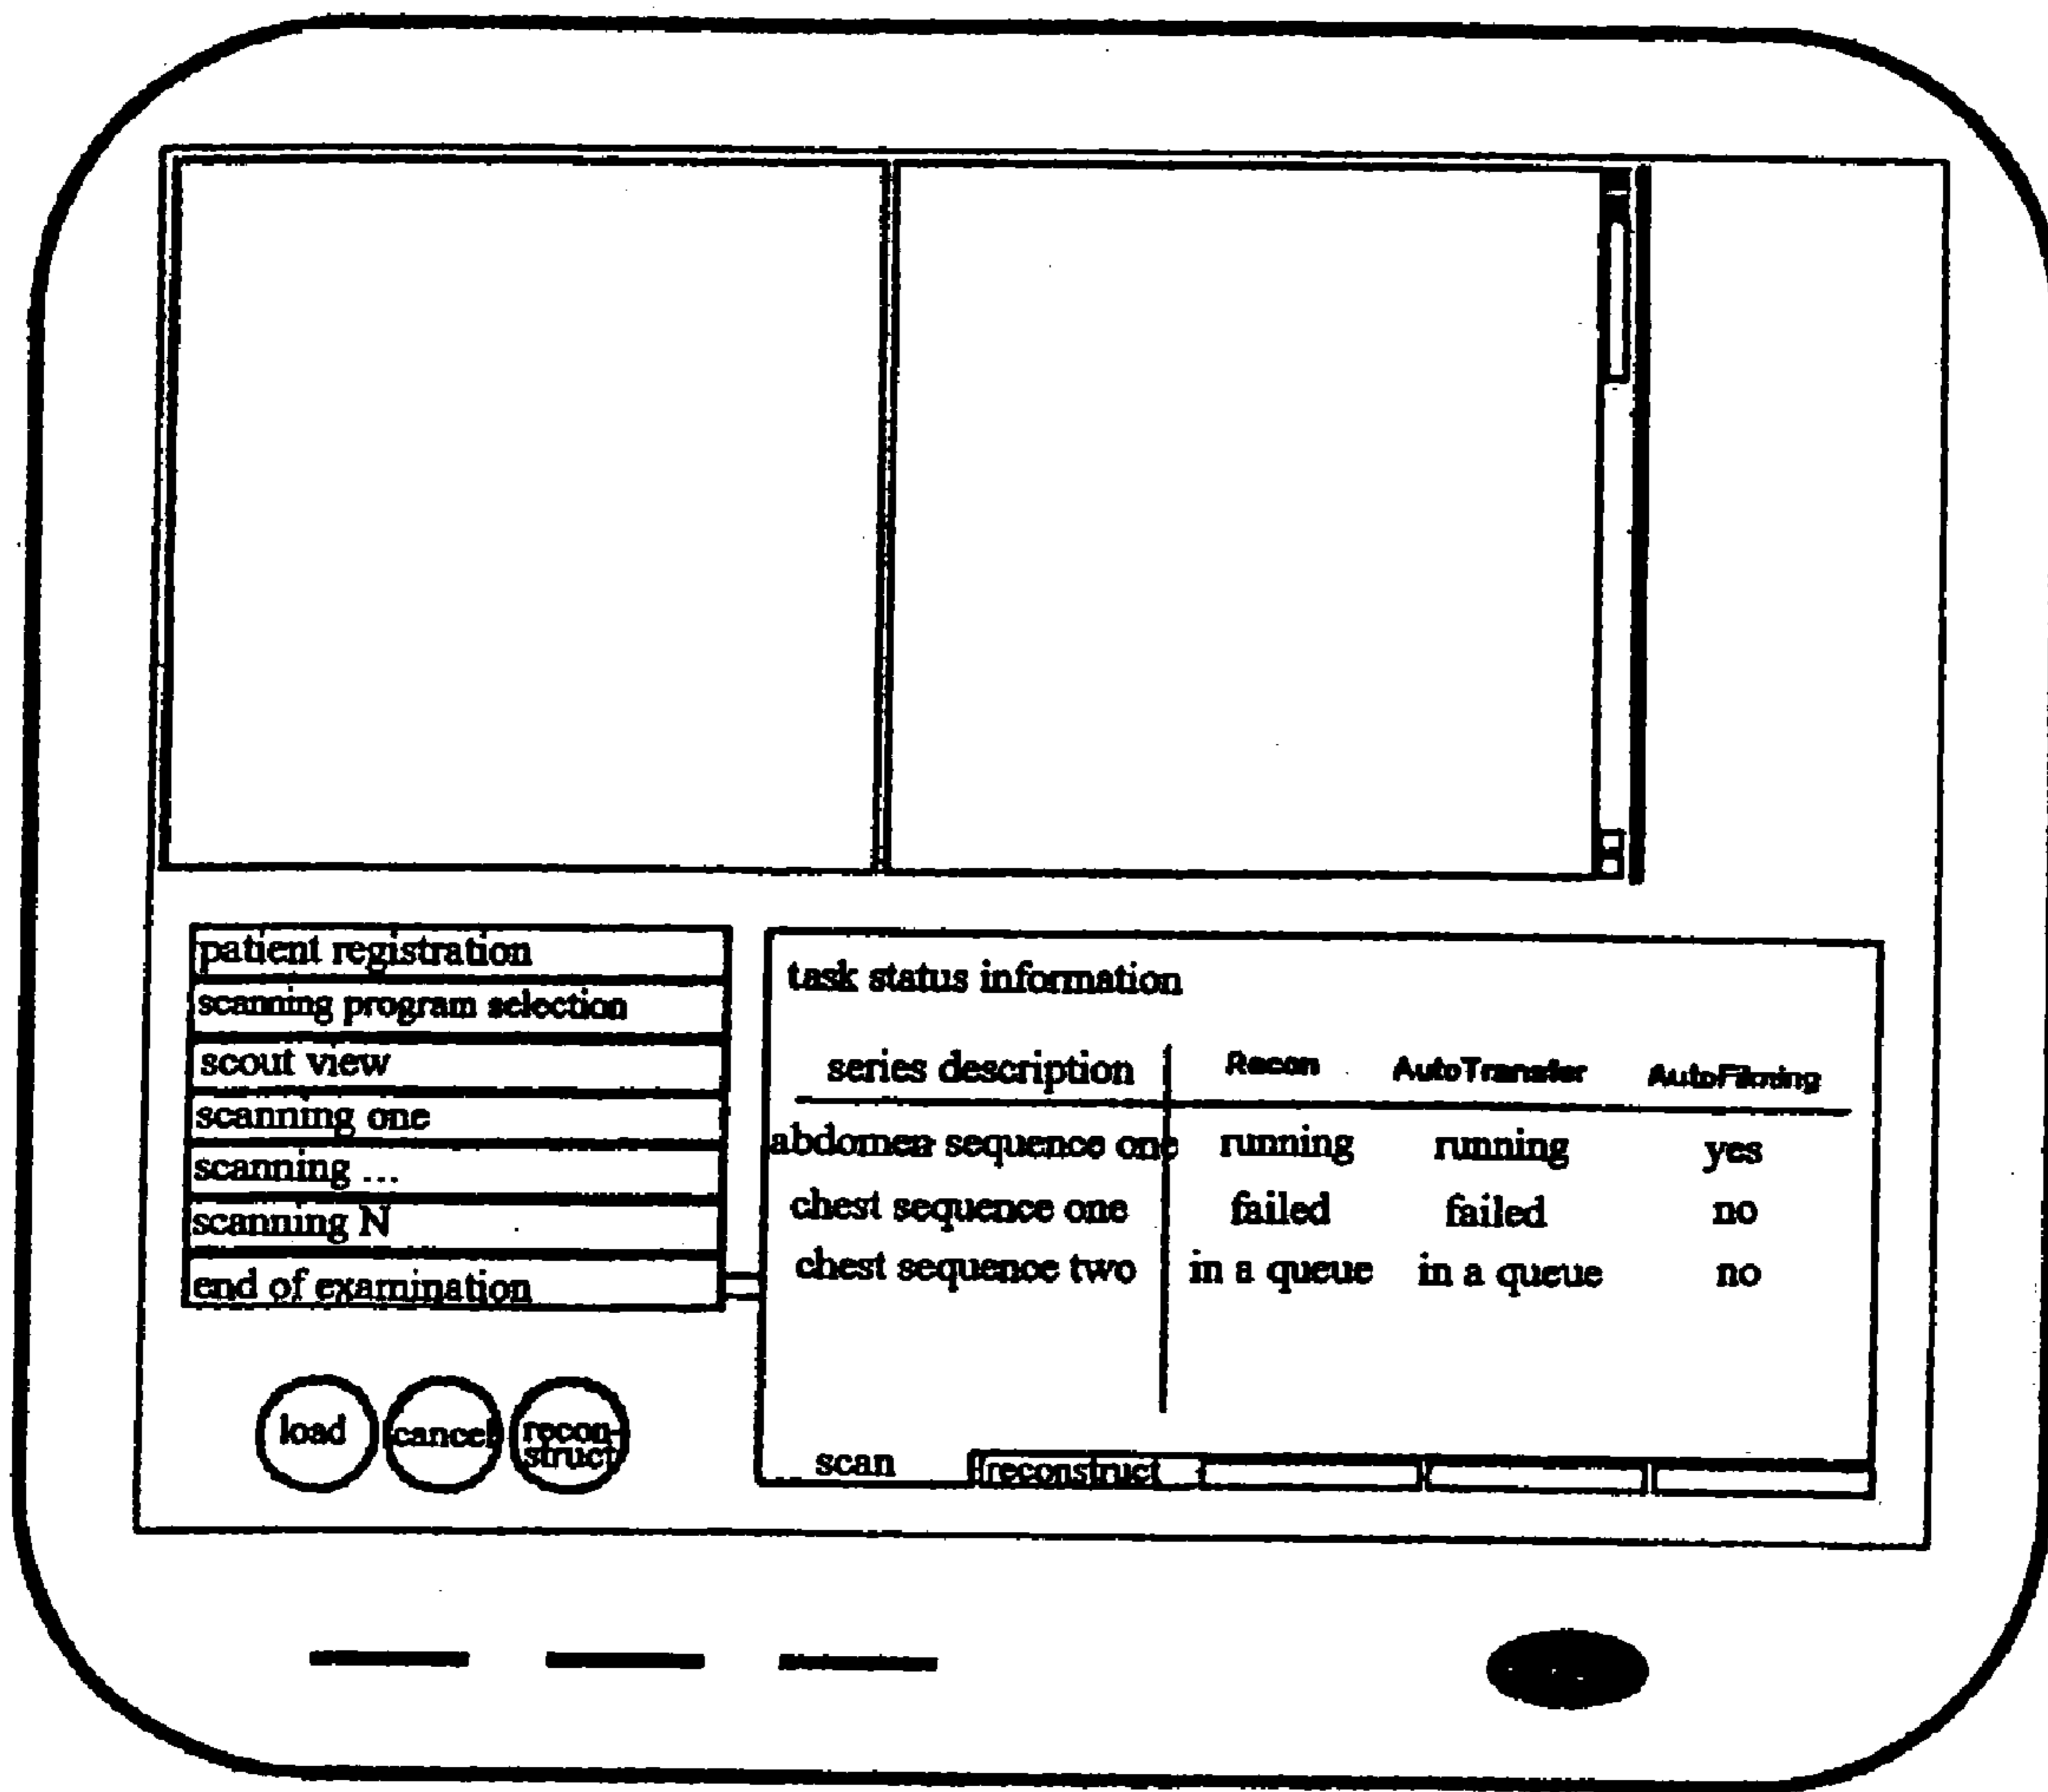 patient registration
scanning program selection
scout view
scanning one
scanning ...
scanning N
end of examination
load
cancel
recon-
struct
task status information
series description Recon AutoTransfer AutoFilming
abdomen sequence one running running yes
chest sequence one failed failed no
chest sequence two in a queue in a queue no
scan reconstruct